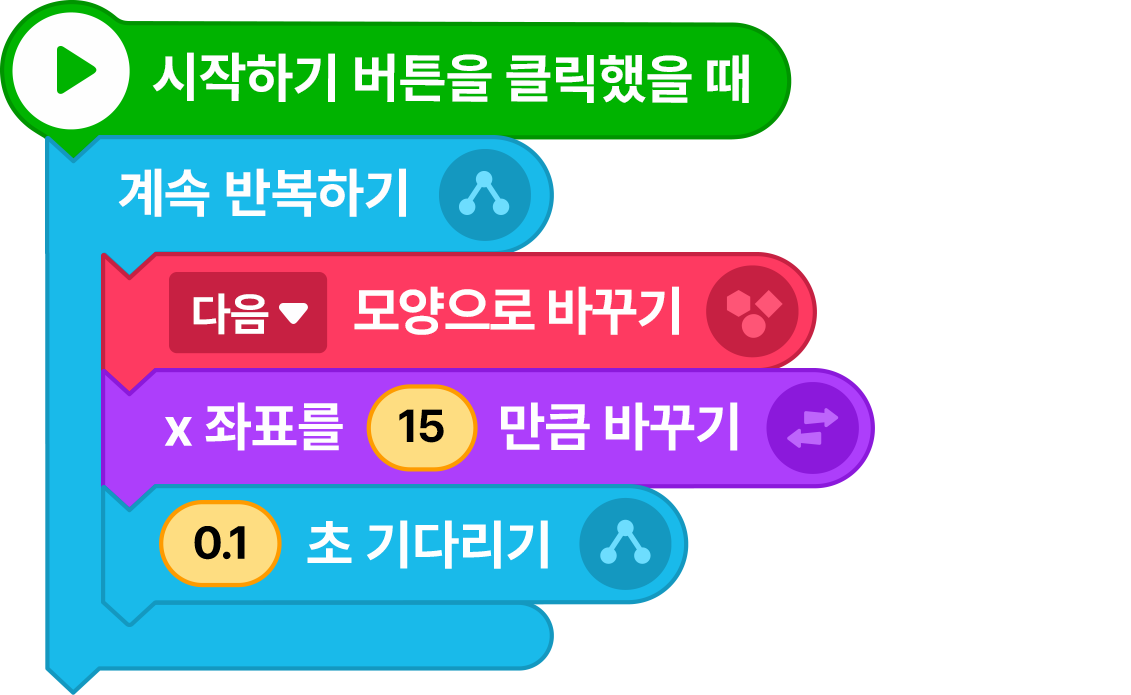 시작하기 버튼을 클릭했을 때
계속 반복하기
다음 모양으로 바꾸기
x 좌표를 15 만큼 바꾸기
0.1 초 기다리기